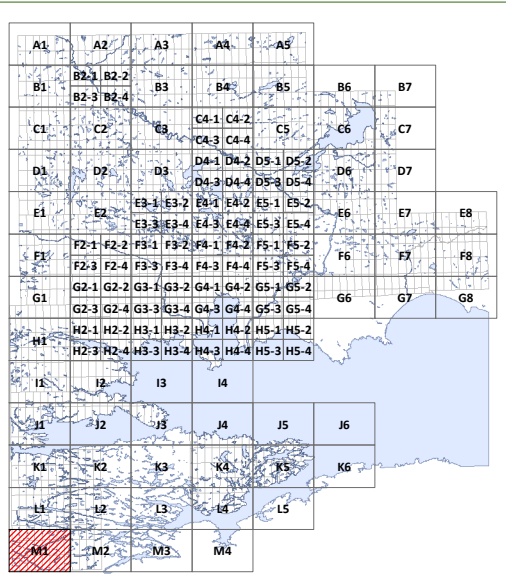 A1 A2 A3 A4 A5
B2-1 B2-2
B1 B3 B4 B5 B6 B7
B2-3 B2-4
C4-1 C4-2
C1 C2 C3 C5 C6 C7
C4-3 C4-4
D4-1 D4-2 D5-1 D5-2
D1 D2 D3 D6 D7
D4-3 D4-4 D5-3 D5-4
E3-1 E3-2 E4-1 E4-2 E5-1 E5-2
E1 E2 E6 E7 E8
E3-3 E3-4 E4-3 E4-4 E5-3 E5-4
F2-1 F2-2 F3-1 F3-2 F4-1 F4-2 F5-1 F5-2
F1 F6 F7 F8
F2-3 F2-4 F3-3 F3-4 F4-3 F4-4 F5-3 F5-4
G2-1 G2-2 G3-1 G3-2 G4-1 G4-2 G5-1 G5-2
G1 G6 G7 G8
G2-3 G2-4 G3-3 G3-4 G4-3 G4-4 G5-3 G5-4
H2-1 H2-2 H3-1 H3-2 H4-1 H4-2 H5-1 H5-2
H1
H2-3 H2-4 H3-3 H3-4 H4-3 H4-4 H5-3 H5-4
I1 I2 I3 I4
J1 J2 J3 J4 J5 J6
K1 K2 K3 K4 K5 K6
L1 L2 L3 L4 L5
M1 M2 M3 M4